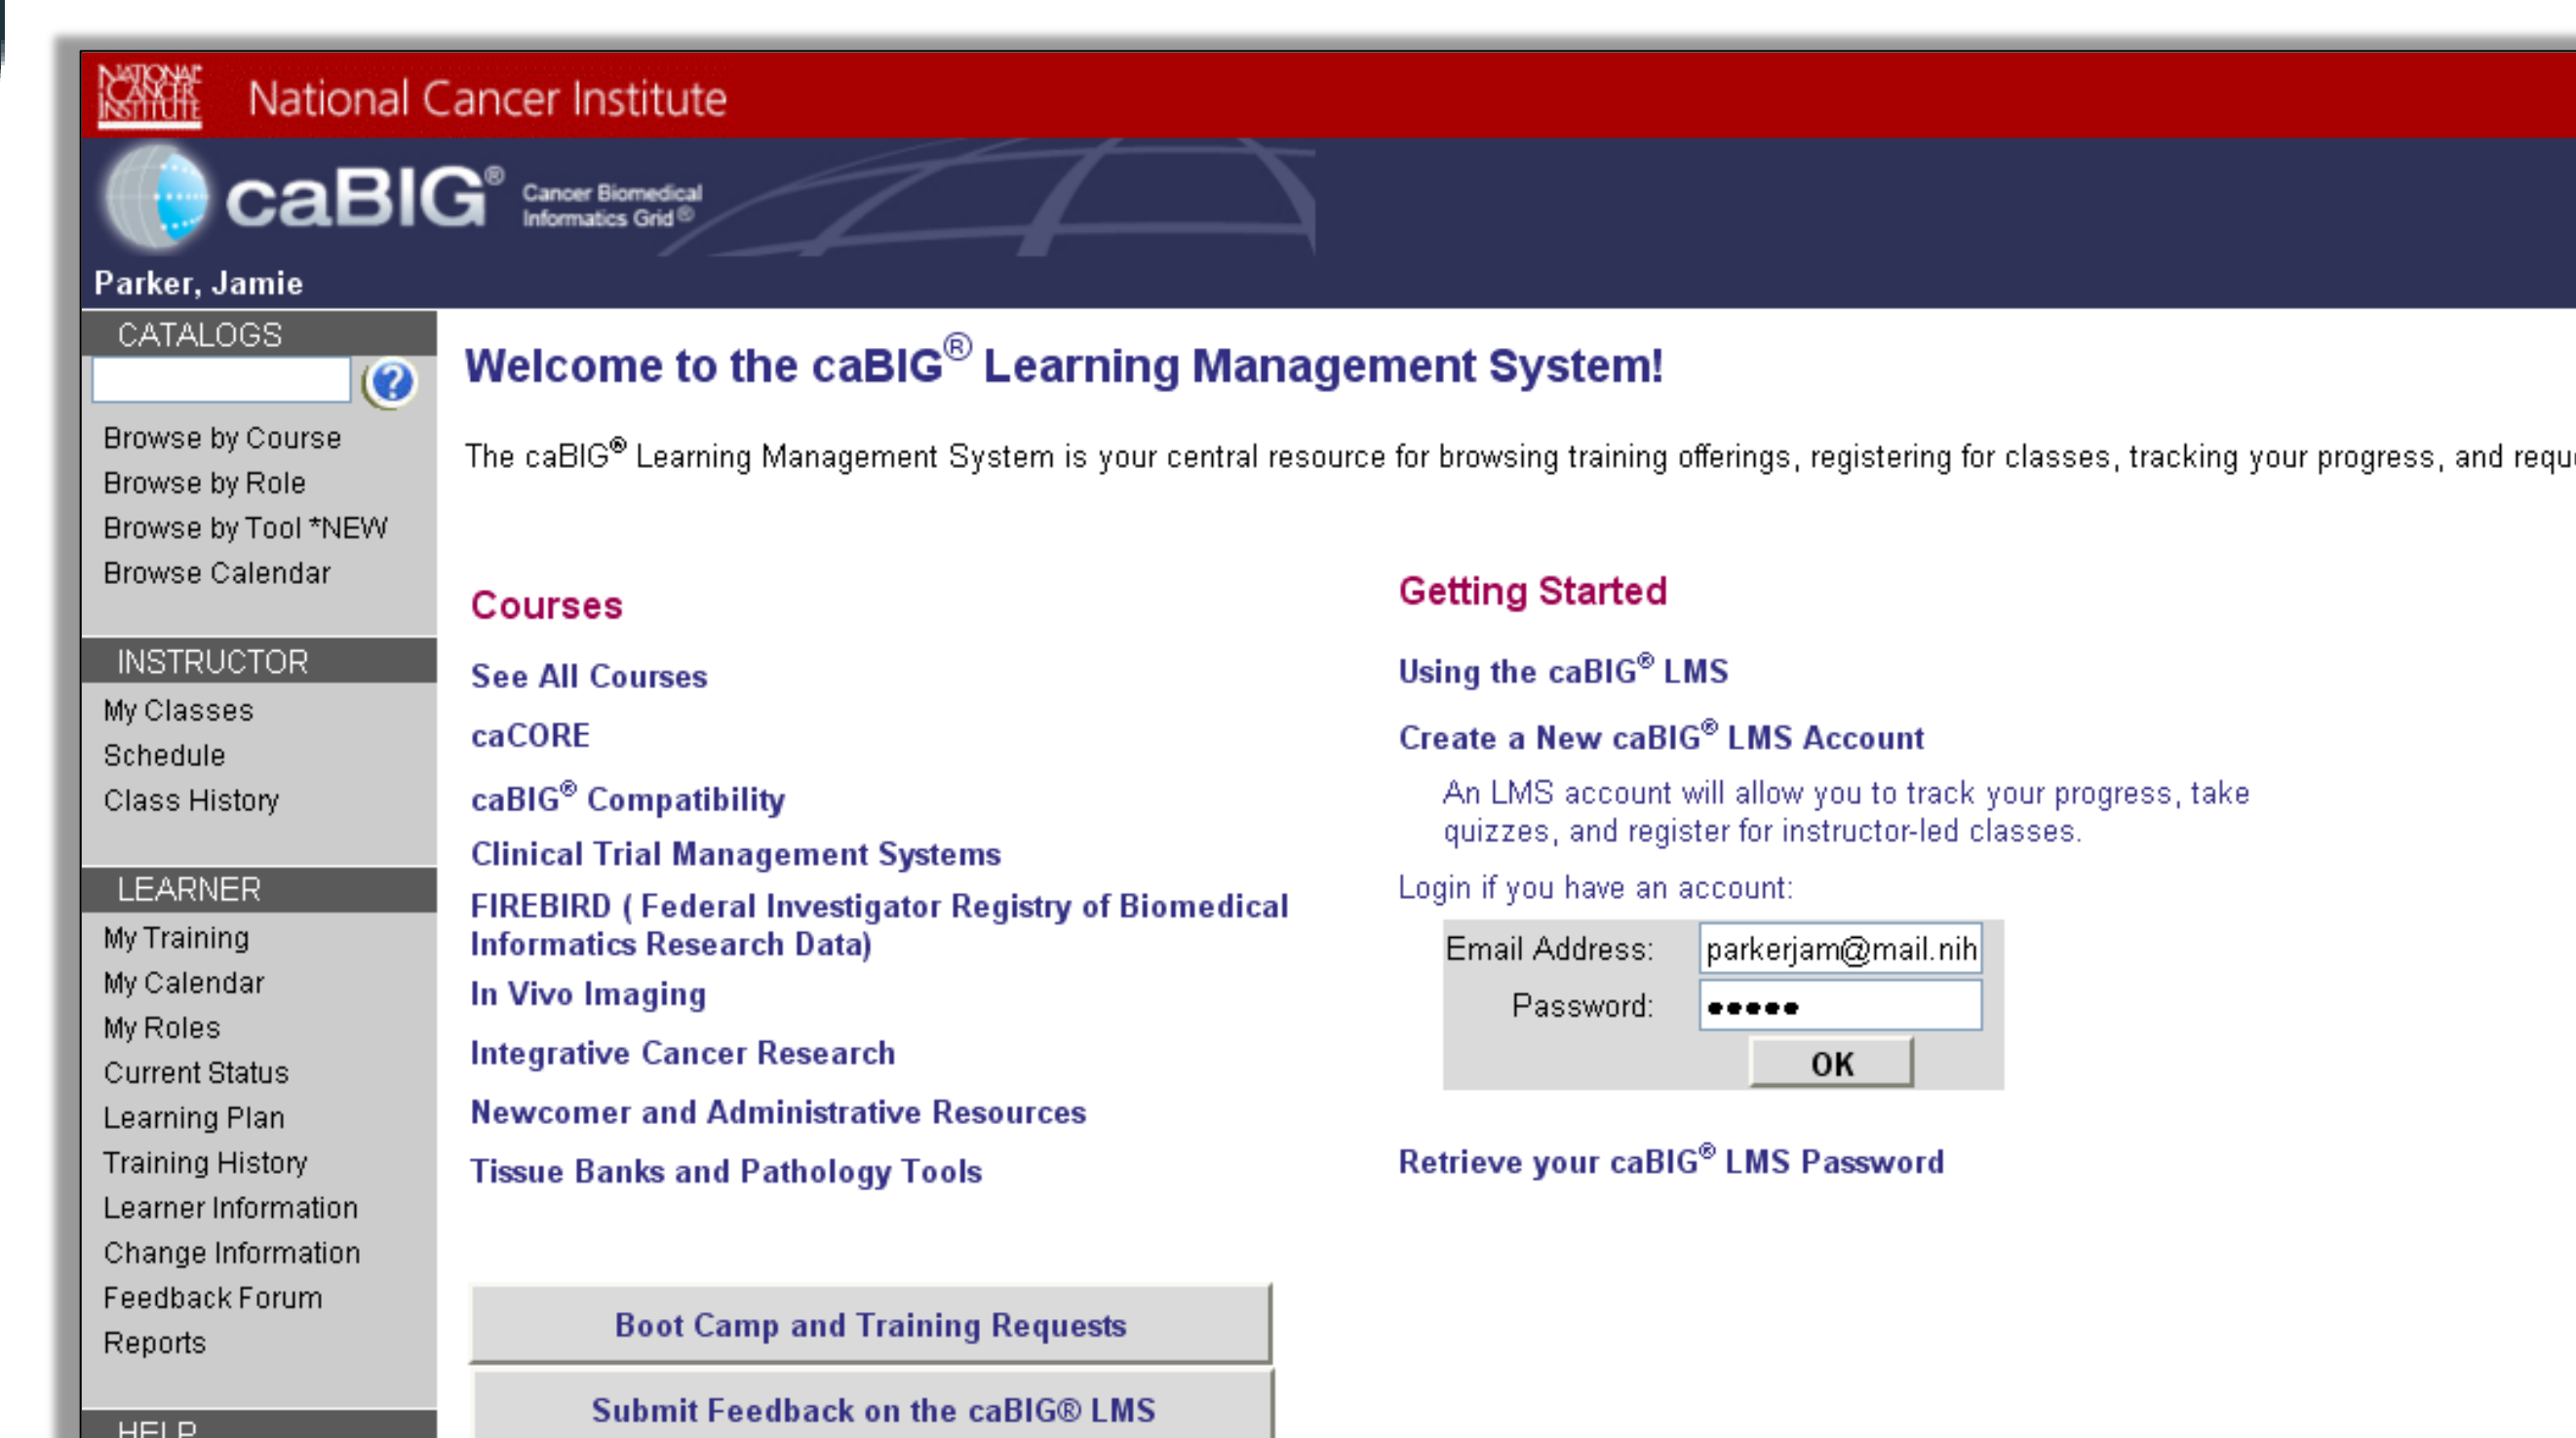 NATIONAL
CANCER
INSTITUTE
National Cancer Institute
caBIG® Cancer Biomedical
Informatics Grid®
Parker, Jamie
CATALOGS
Browse by Course
Browse by Role
Browse by Tool *NEW
Browse Calendar
INSTRUCTOR
My Classes
Schedule
Class History
LEARNER
My Training
My Calendar
My Roles
Current Status
Learning Plan
Training History
Learner Information
Change Information
Feedback Forum
Reports
HELP
Welcome to the caBIG® Learning Management System!
The caBIG® Learning Management System is your central resource for browsing training offerings, registering for classes, tracking your progress, and requ
Courses
See All Courses
caCORE
caBIG® Compatibility
Clinical Trial Management Systems
FIREBIRD ( Federal Investigator Registry of Biomedical
Informatics Research Data)
In Vivo Imaging
Integrative Cancer Research
Newcomer and Administrative Resources
Tissue Banks and Pathology Tools
Boot Camp and Training Requests
Submit Feedback on the caBIG® LMS
Getting Started
Using the caBIG® LMS
Create a New caBIG® LMS Account
An LMS account will allow you to track your progress, take
quizzes, and register for instructor-led classes.
Login if you have an account:
Email Address: parkerjam@mail.nih
Password: •••••
OK
Retrieve your caBIG® LMS Password